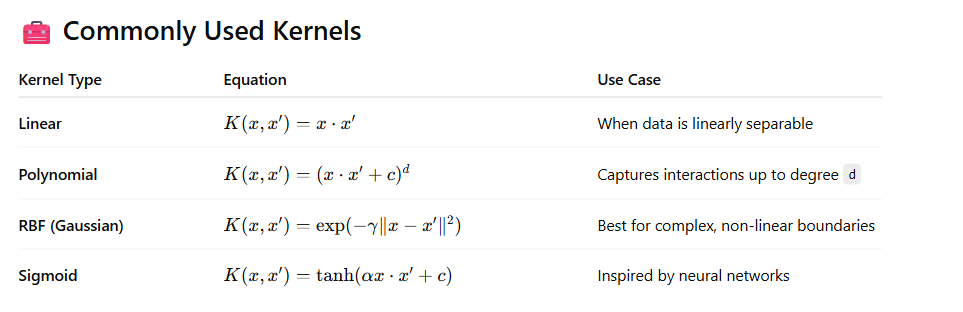 🧰 Commonly Used Kernels
Kernel Type Equation Use Case
Linear K(x, x′) = x · x′ When data is linearly separable
Polynomial K(x, x′) = (x · x′ + c)ᵈ Captures interactions up to degree d
RBF (Gaussian) K(x, x′) = exp(−γ‖x − x′‖²) Best for complex, non-linear boundaries
Sigmoid K(x, x′) = tanh(αx · x′ + c) Inspired by neural networks